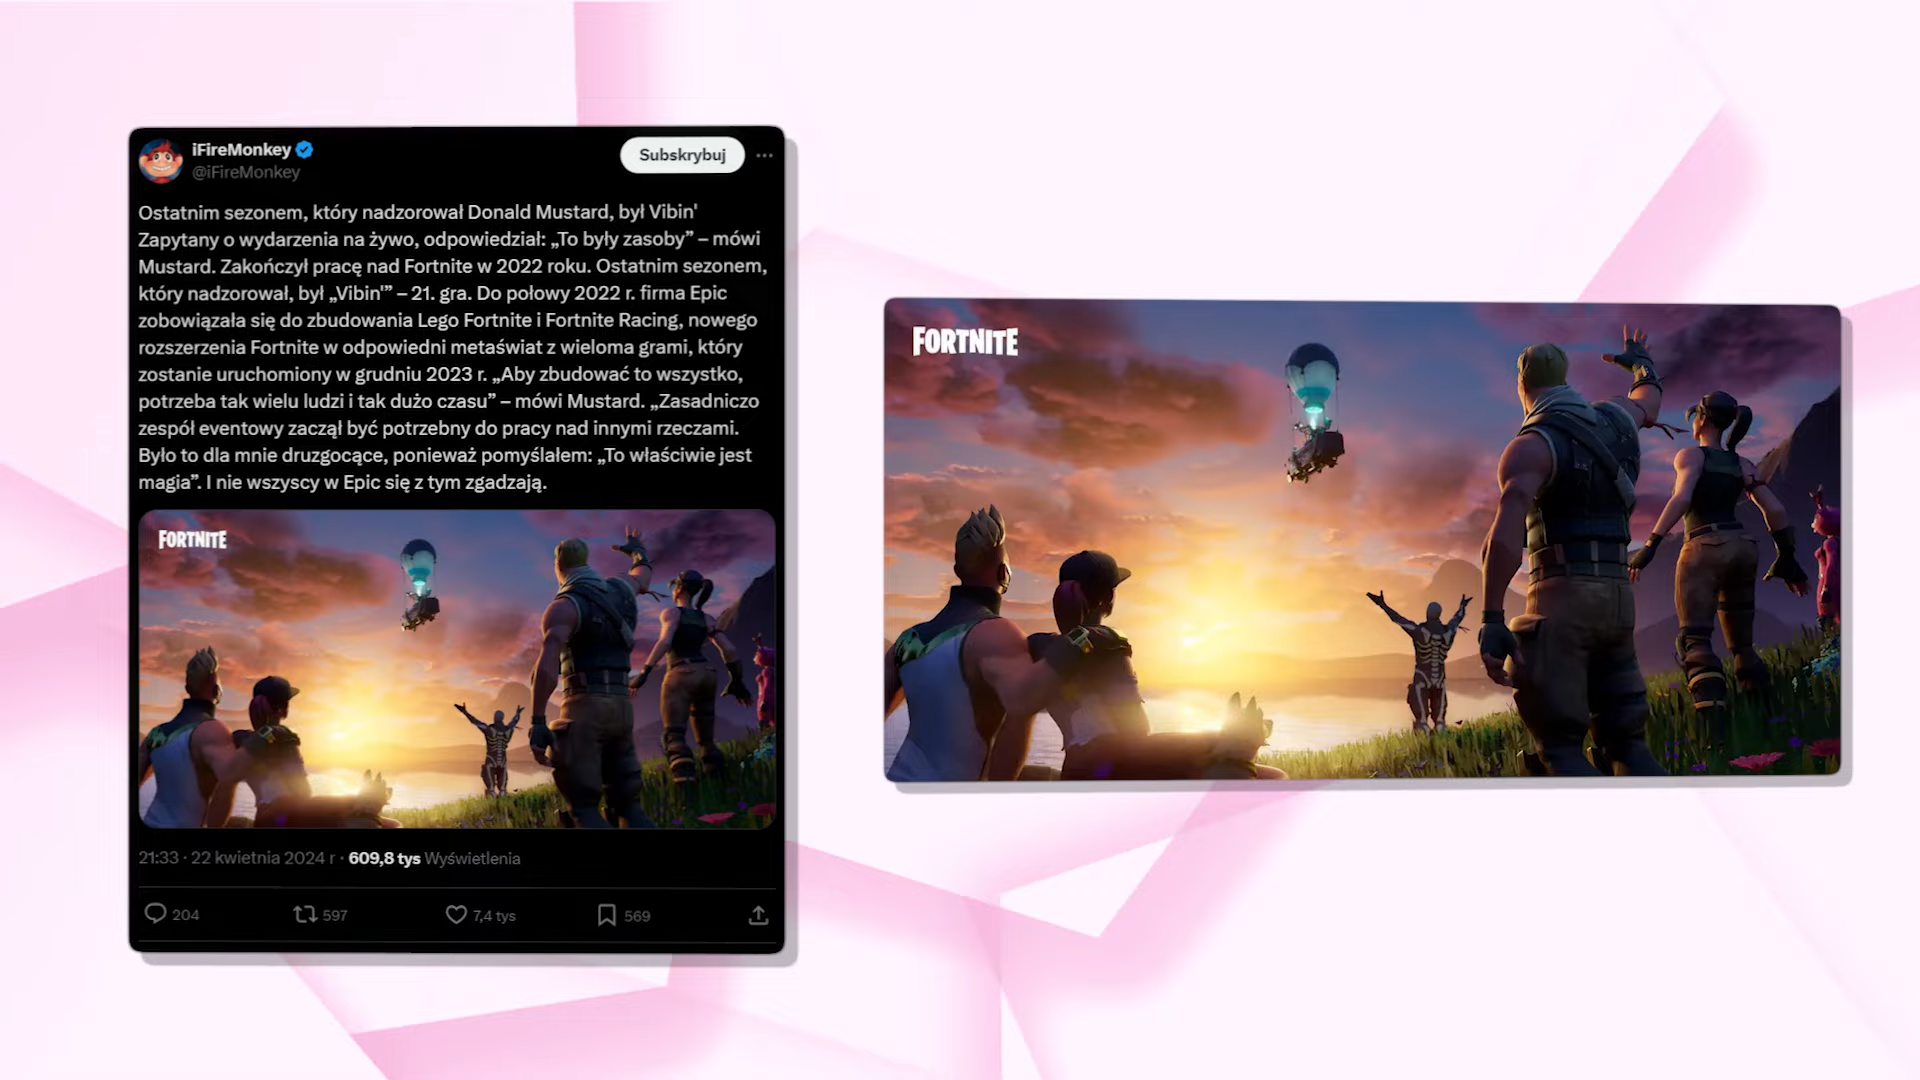 iFireMonkey
@iFireMonkey
Subskrybuj
Ostatnim sezonem, który nadzorował Donald Mustard, był Vibin'
Zapytany o wydarzenia na żywo, odpowiedział: „To były zasoby” – mówi
Mustard. Zakończył pracę nad Fortnite w 2022 roku. Ostatnim sezonem,
który nadzorował, był „Vibin'” – 21. gra. Do połowy 2022 r. firma Epic
zobowiązała się do zbudowania Lego Fortnite i Fortnite Racing, nowego
rozszerzenia Fortnite w odpowiedni metaświat z wieloma grami, który
zostanie uruchomiony w grudniu 2023 r. „Aby zbudować to wszystko,
potrzeba tak wielu ludzi i tak dużo czasu” – mówi Mustard. „Zasadniczo
zespół eventowy zaczął być potrzebny do pracy nad innymi rzeczami.
Było to dla mnie druzgocące, ponieważ pomyślałem: „To właściwie jest
magia”. I nie wszyscy w Epic się z tym zgadzają.
FORTNITE
21:33 · 22 kwietnia 2024 r · 609,8 tys Wyświetlenia
204 597 7,4 tys 569
FORTNITE